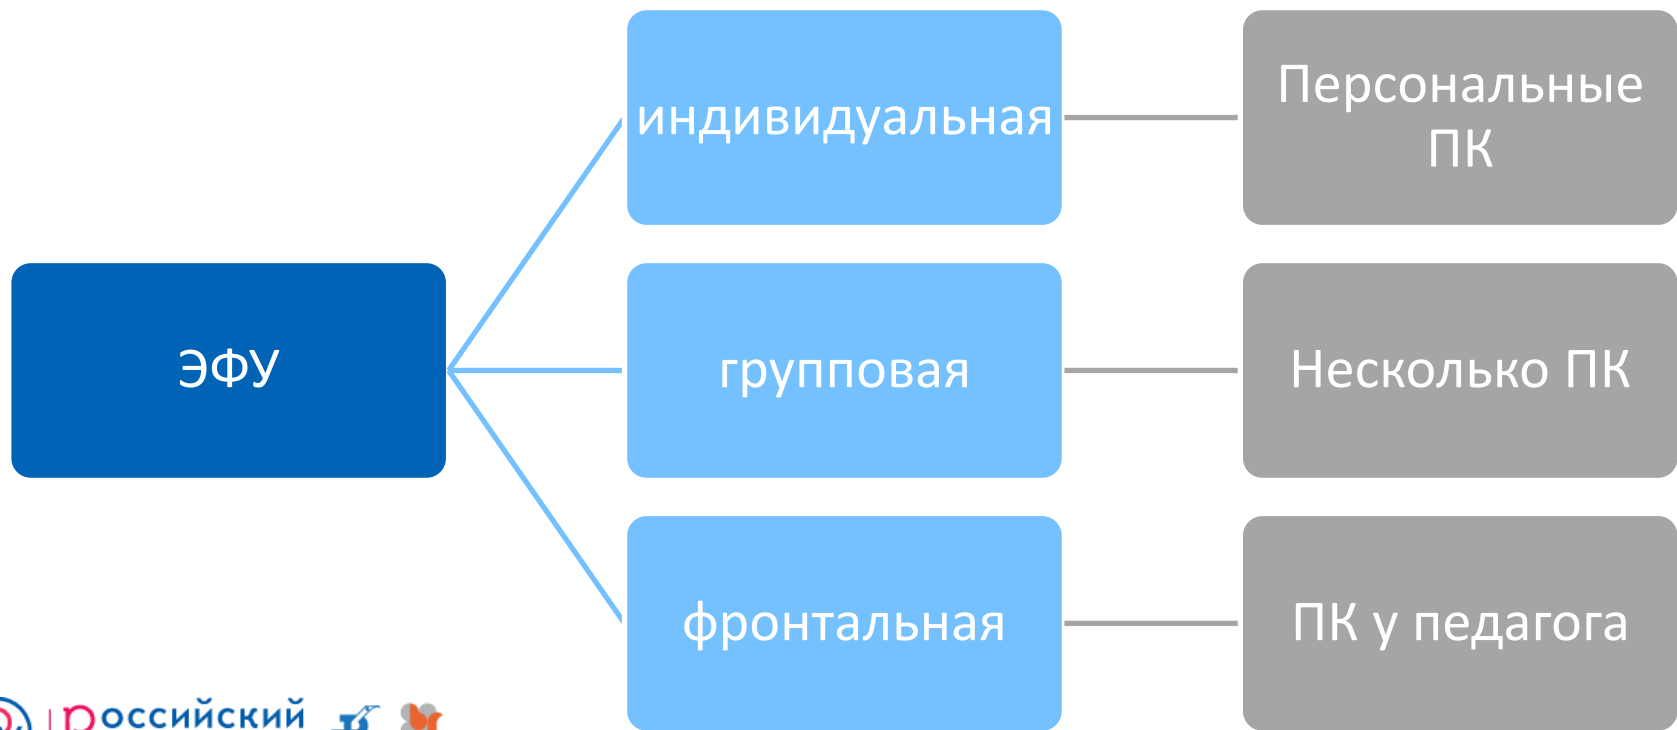 индивидуальная
Персональные
ПК
ЭФУ
групповая
Несколько ПК
фронтальная
ПК у педагога
российский